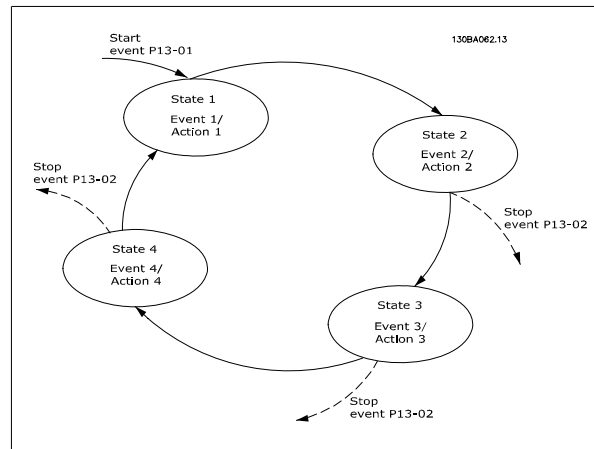 Start
event P13-01
130BA062.13
State 1
Event 1/
Action 1
State 2
Event 2/
Action 2
Stop
event P13-02
Stop
event P13-02
State 4
Event 4/
Action 4
State 3
Event 3/
Action 3
Stop
event P13-02